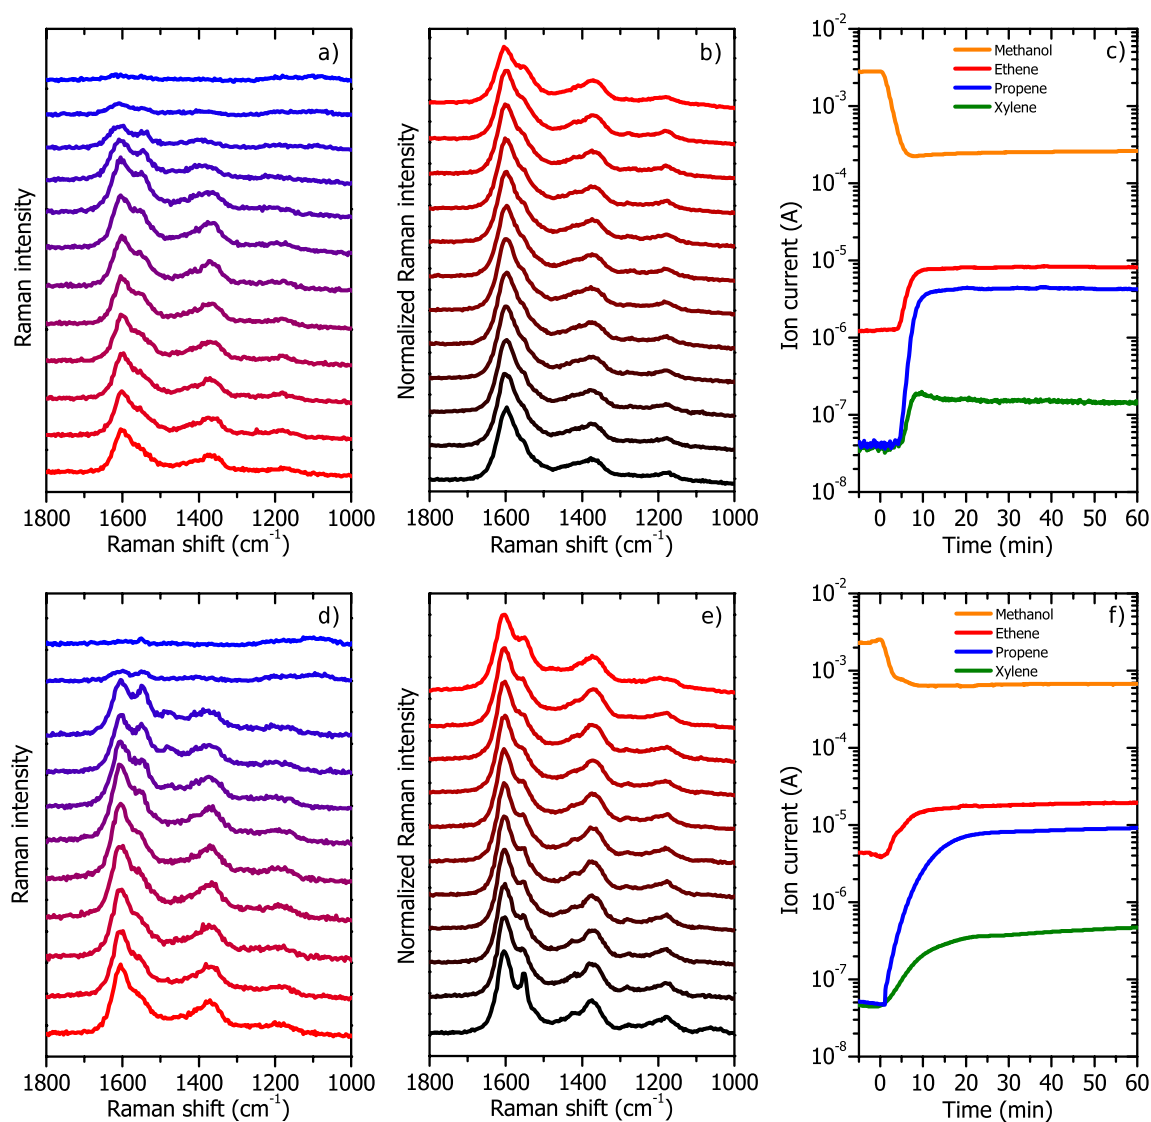 a)
Raman intensity
1800 1600 1400 1200 1000
Raman shift (cm⁻¹)
b)
Normalized Raman intensity
1800 1600 1400 1200 1000
Raman shift (cm⁻¹)
c)
Methanol
Ethene
Propene
Xylene
Ion current (A)
10⁻²
10⁻³
10⁻⁴
10⁻⁵
10⁻⁶
10⁻⁷
10⁻⁸
0 10 20 30 40 50 60
Time (min)
d)
Raman intensity
1800 1600 1400 1200 1000
Raman shift (cm⁻¹)
e)
Normalized Raman intensity
1800 1600 1400 1200 1000
Raman shift (cm⁻¹)
f)
Methanol
Ethene
Propene
Xylene
Ion current (A)
10⁻²
10⁻³
10⁻⁴
10⁻⁵
10⁻⁶
10⁻⁷
10⁻⁸
0 10 20 30 40 50 60
Time (min)